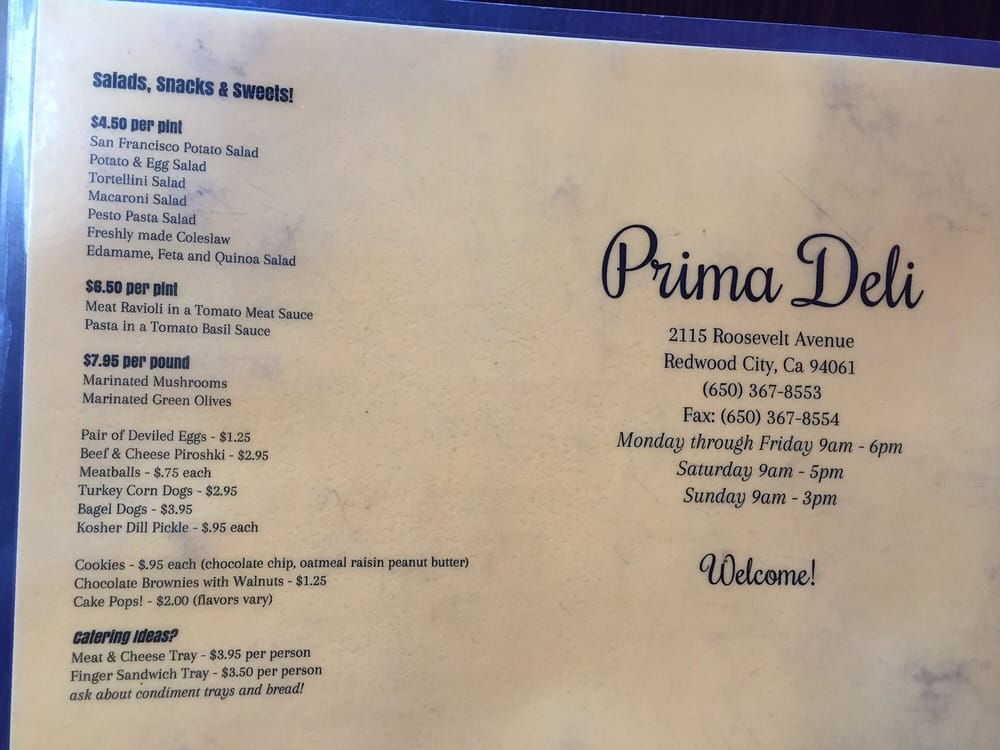 Salads, Snacks & Sweets!
$4.50 per pint
San Francisco Potato Salad
Potato & Egg Salad
Tortellini Salad
Macaroni Salad
Pesto Pasta Salad
Freshly made Coleslaw
Edamame, Feta and Quinoa Salad
$6.50 per pint
Meat Ravioli in a Tomato Meat Sauce
Pasta in a Tomato Basil Sauce
$7.95 per pound
Marinated Mushrooms
Marinated Green Olives
Pair of Deviled Eggs - $1.25
Beef & Cheese Piroshki - $2.95
Meatballs - $.75 each
Turkey Corn Dogs - $2.95
Bagel Dogs - $3.95
Kosher Dill Pickle - $.95 each
Cookies - $.95 each (chocolate chip, oatmeal raisin peanut butter)
Chocolate Brownies with Walnuts - $1.25
Cake Pops! - $2.00 (flavors vary)
Catering Ideas?
Meat & Cheese Tray - $3.95 per person
Finger Sandwich Tray - $3.50 per person
ask about condiment trays and bread!
Prima Deli
2115 Roosevelt Avenue
Redwood City, Ca 94061
(650) 367-8553
Fax: (650) 367-8554
Monday through Friday 9am - 6pm
Saturday 9am - 5pm
Sunday 9am - 3pm
Welcome!